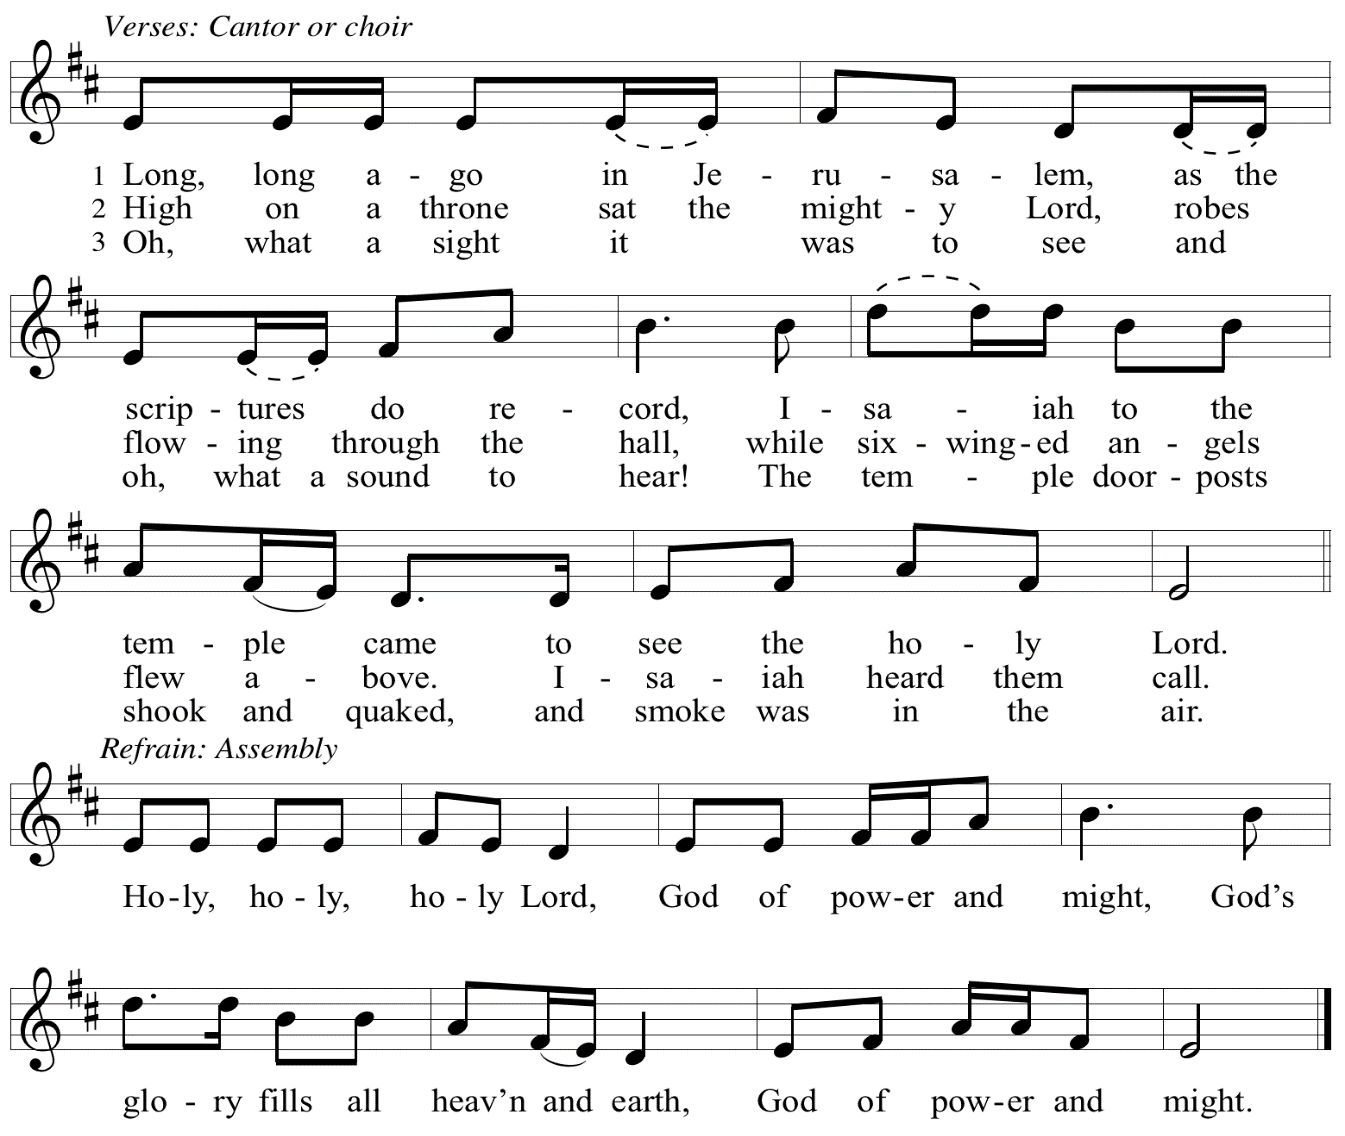 Verses: Cantor or choir
1 Long, long a - go in Je - ru - sa - lem, as the
2 High on a throne sat the might - y Lord, robes
3 Oh, what a sight it was to see and
scrip - tures do re - cord, I - sa - iah to the
flow - ing through the hall, while six - wing - ed an - gels
oh, what a sound to hear! The tem - ple door - posts
tem - ple came to see the ho - ly Lord.
flew a - bove. I - sa - iah heard them call.
shook and quaked, and smoke was in the air.
Refrain: Assembly
Ho - ly, ho - ly, ho - ly Lord, God of pow - er and might, God's
glo - ry fills all heav'n and earth, God of pow - er and might.